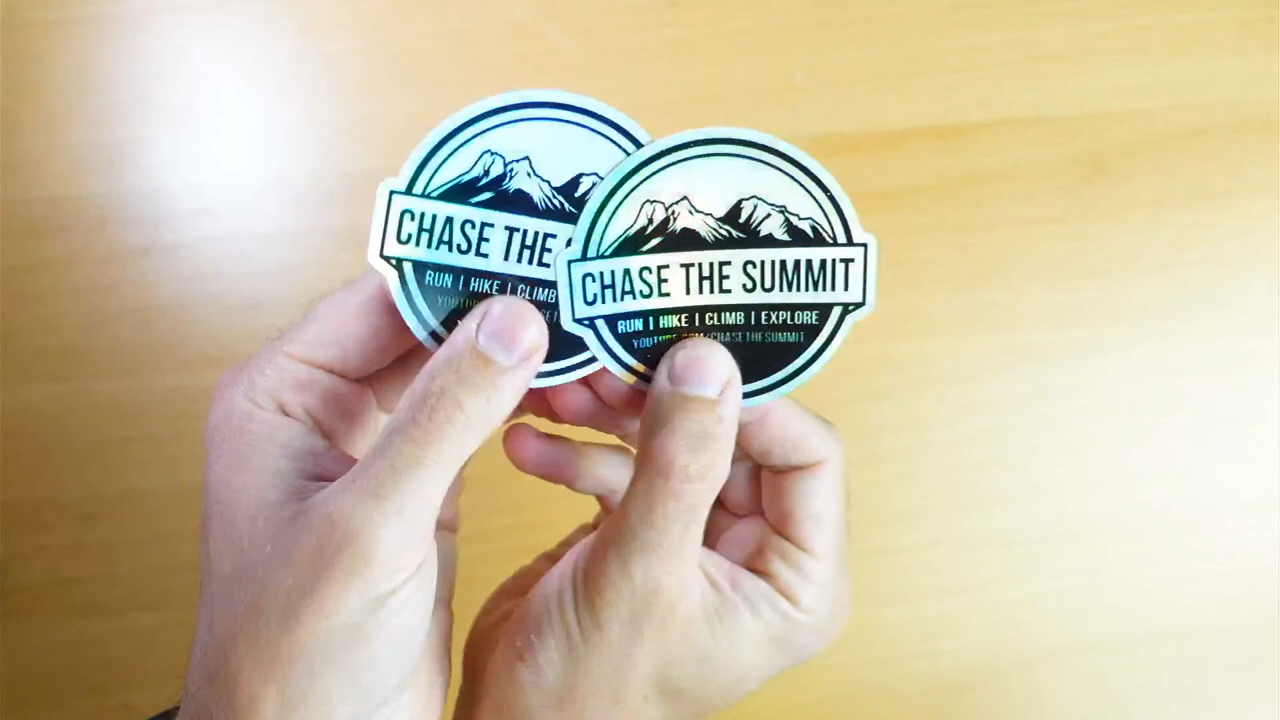 CHASE THE S
RUN | HIKE | CLIMB
CHASE THE SUMMIT
RUN | HIKE | CLIMB | EXPLORE
YOUTUBE.COM/CHASETHESUMMIT